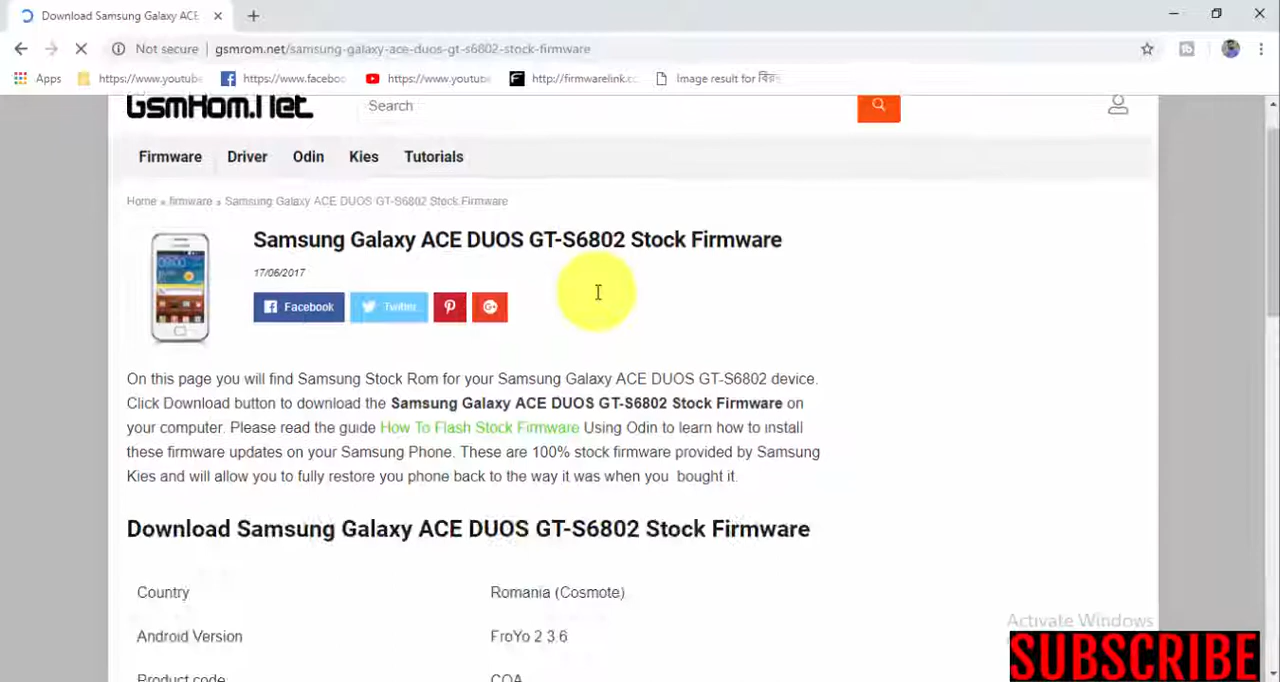 Download Samsung Galaxy ACE
Not secure | gsmrom.net/samsung-galaxy-ace-duos-gt-s6802-stock-firmware
Apps https://www.youtube https://www.faceboo https://www.youtube http://firmwarelink.cc Image result for
GsmRom.Net Search
Firmware Driver Odin Kies Tutorials
Home » firmware » Samsung Galaxy ACE DUOS GT-S6802 Stock Firmware
Samsung Galaxy ACE DUOS GT-S6802 Stock Firmware
17/06/2017
Facebook Twitter
On this page you will find Samsung Stock Rom for your Samsung Galaxy ACE DUOS GT-S6802 device.
Click Download button to download the Samsung Galaxy ACE DUOS GT-S6802 Stock Firmware on
your computer. Please read the guide How To Flash Stock Firmware Using Odin to learn how to install
these firmware updates on your Samsung Phone. These are 100% stock firmware provided by Samsung
Kies and will allow you to fully restore you phone back to the way it was when you bought it.
Download Samsung Galaxy ACE DUOS GT-S6802 Stock Firmware
Country Romania (Cosmote)
Android Version FroYo 2 3.6
Product code COA
Activate Windows
SUBSCRIBE